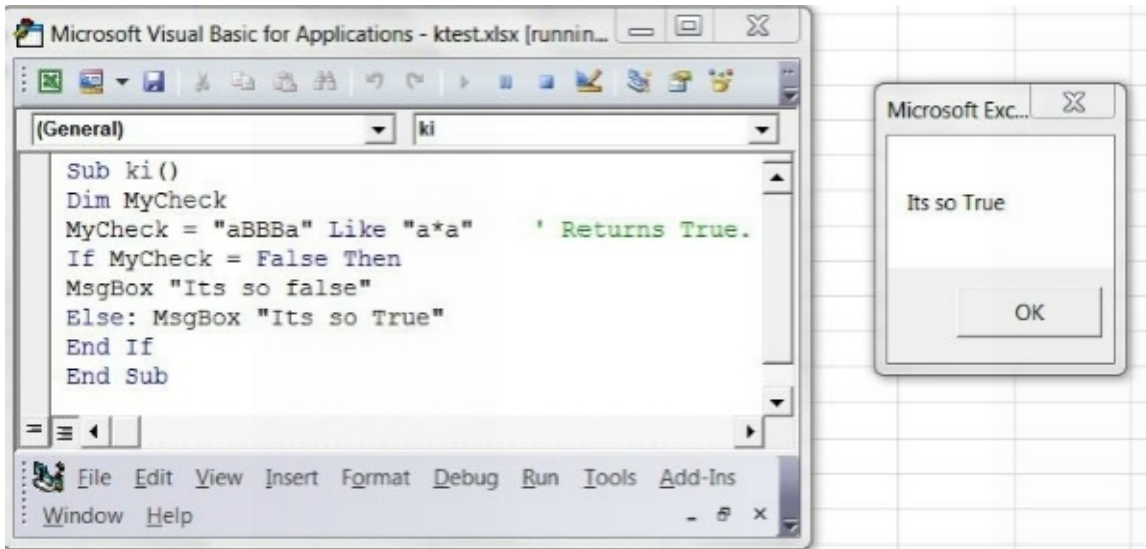 Microsoft Visual Basic for Applications - ktest.xlsx [runnin...
(General) ki
Sub ki()
Dim MyCheck
MyCheck = "aBBBa" Like "a*a" ' Returns True.
If MyCheck = False Then
MsgBox "Its so false"
Else: MsgBox "Its so True"
End If
End Sub
File Edit View Insert Format Debug Run Tools Add-Ins
Window Help
Microsoft Exc...
Its so True
OK